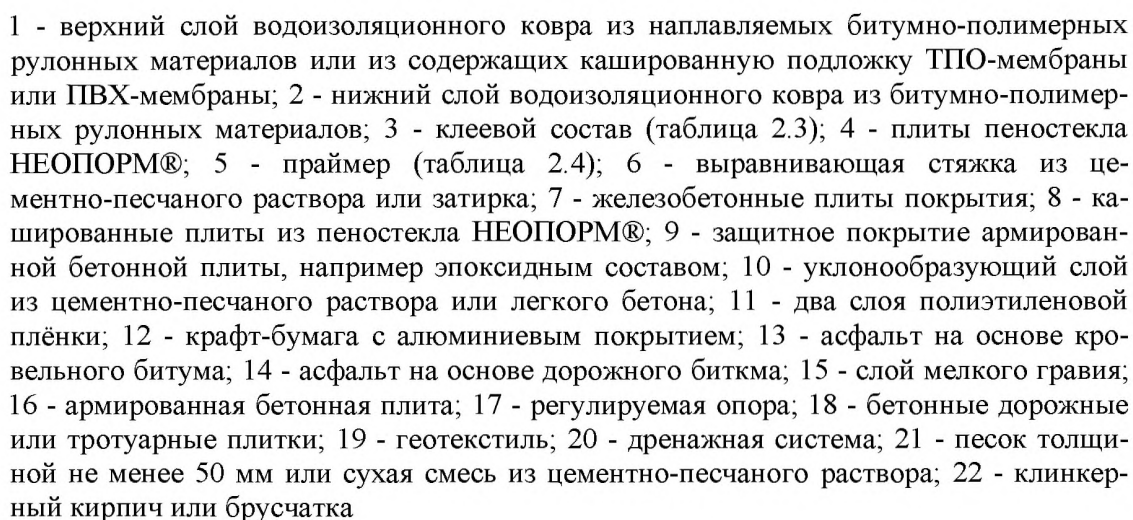 1 - верхний слой водоизоляционного ковра из наплавляемых битумно-полимерных
рулонных материалов или из содержащих кашированную подложку ТПО-мембраны
или ПВХ-мембраны; 2 - нижний слой водоизоляционного ковра из битумно-полимер-
ных рулонных материалов; 3 - клеевой состав (таблица 2.3); 4 - плиты пеностекла
НЕОПОРМ®; 5 - праймер (таблица 2.4); 6 - выравнивающая стяжка из це-
ментно-песчаного раствора или затирка; 7 - железобетонные плиты покрытия; 8 - ка-
шированные плиты из пеностекла НЕОПОРМ®; 9 - защитное покрытие армирован-
ной бетонной плиты, например эпоксидным составом; 10 - уклонообразующий слой
из цементно-песчаного раствора или легкого бетона; 11 - два слоя полиэтиленовой
плёнки; 12 - крафт-бумага с алюминиевым покрытием; 13 - асфальт на основе кро-
вельного битума; 14 - асфальт на основе дорожного биткма; 15 - слой мелкого гравия;
16 - армированная бетонная плита; 17 - регулируемая опора; 18 - бетонные дорожные
или тротуарные плитки; 19 - геотекстиль; 20 - дренажная система; 21 - песок толщи-
ной не менее 50 мм или сухая смесь из цементно-песчаного раствора; 22 - клинкер-
ный кирпич или брусчатка